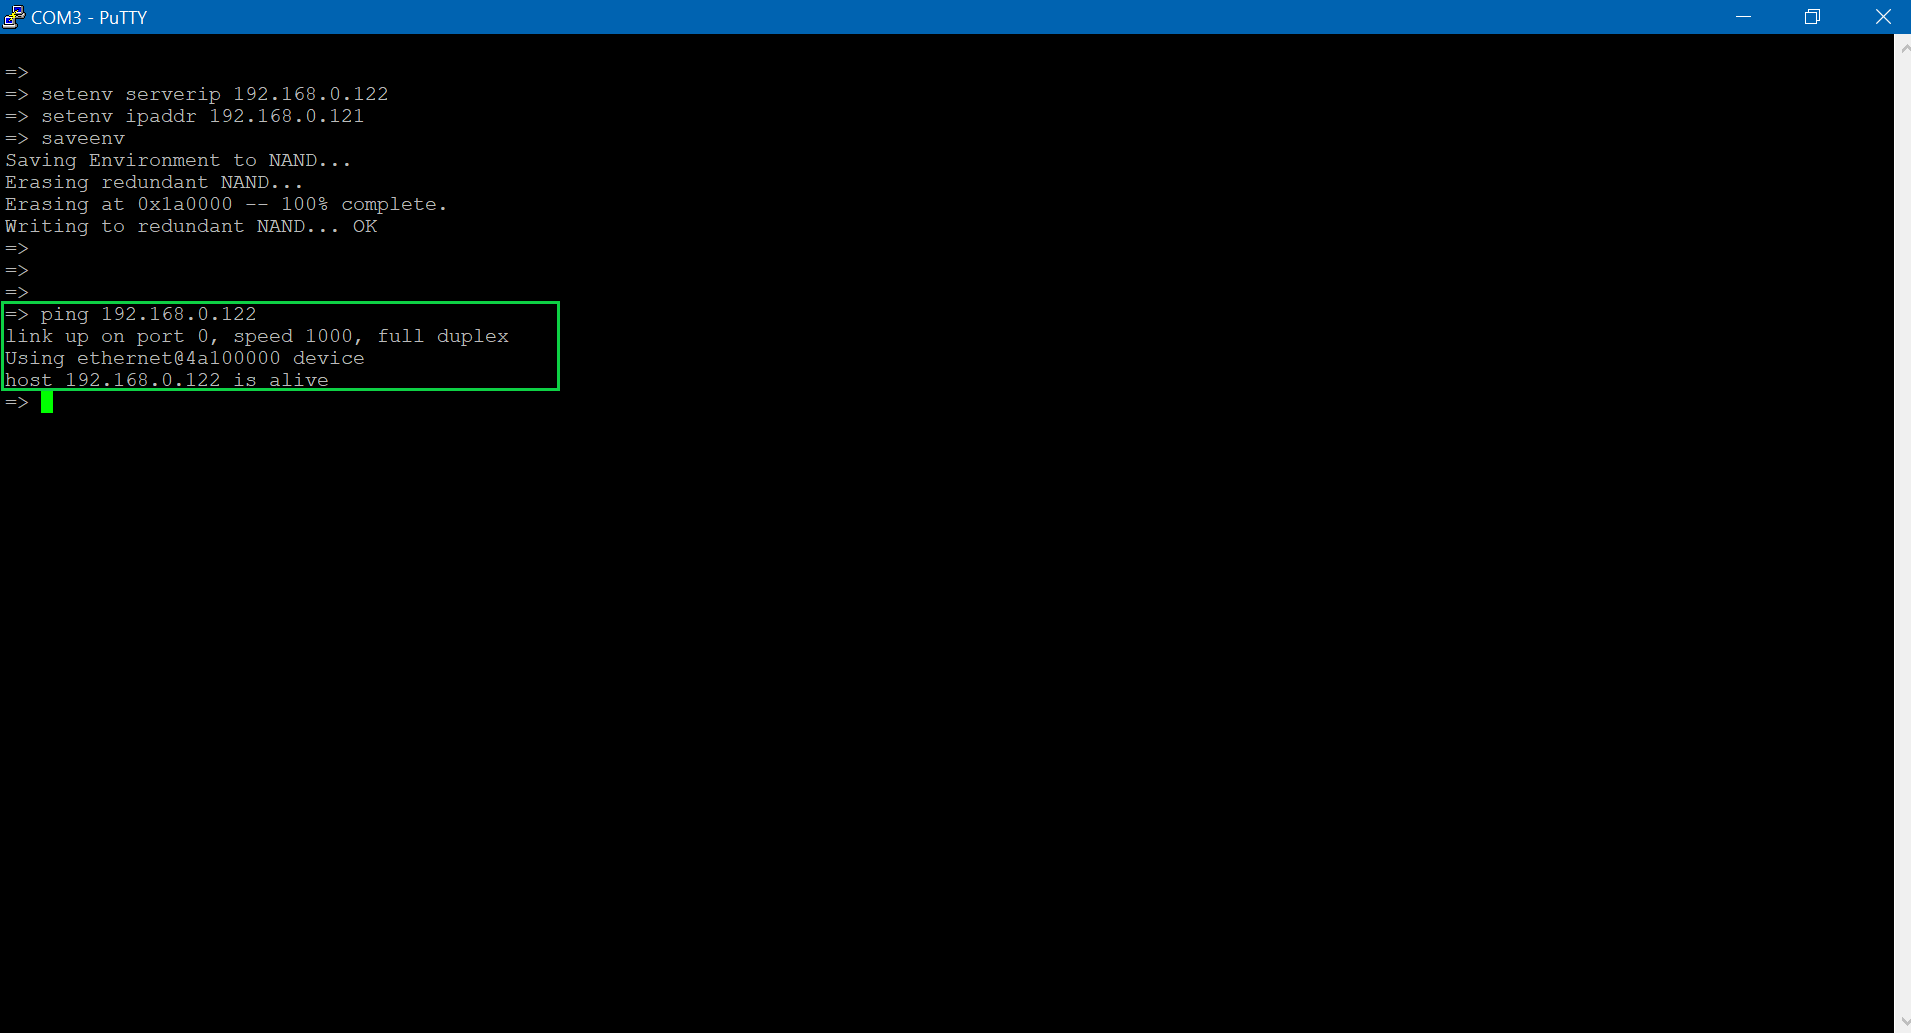 COM3 - PuTTY
=>
=> setenv serverip 192.168.0.122
=> setenv ipaddr 192.168.0.121
=> saveenv
Saving Environment to NAND...
Erasing redundant NAND...
Erasing at 0x1a0000 -- 100% complete.
Writing to redundant NAND... OK
=>
=>
=>
=> ping 192.168.0.122
link up on port 0, speed 1000, full duplex
Using ethernet@4a100000 device
host 192.168.0.122 is alive
=>